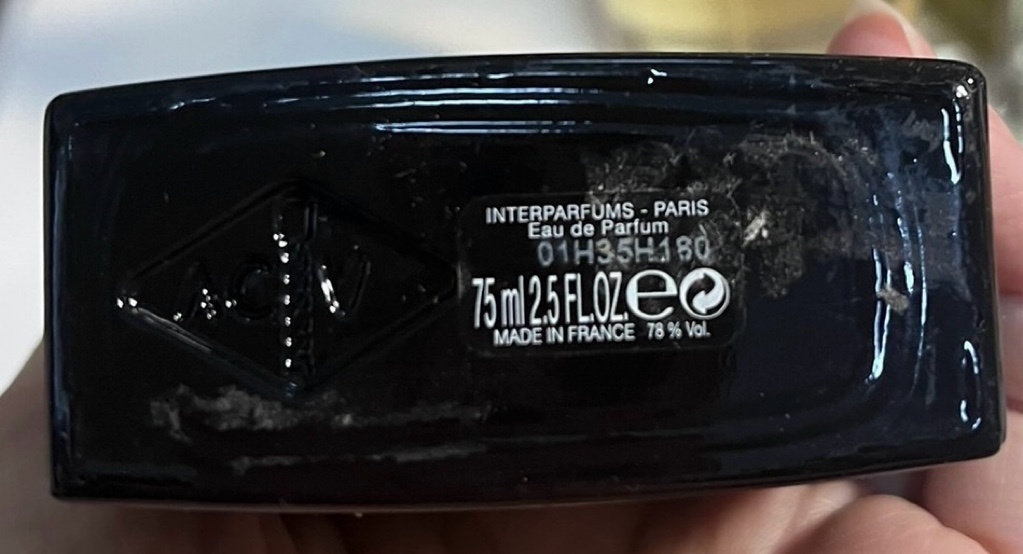 INTERPARFUMS - PARIS
Eau de Parfum
01H35H180
75 ml 2.5 FL.OZ. e
MADE IN FRANCE 78 % Vol.